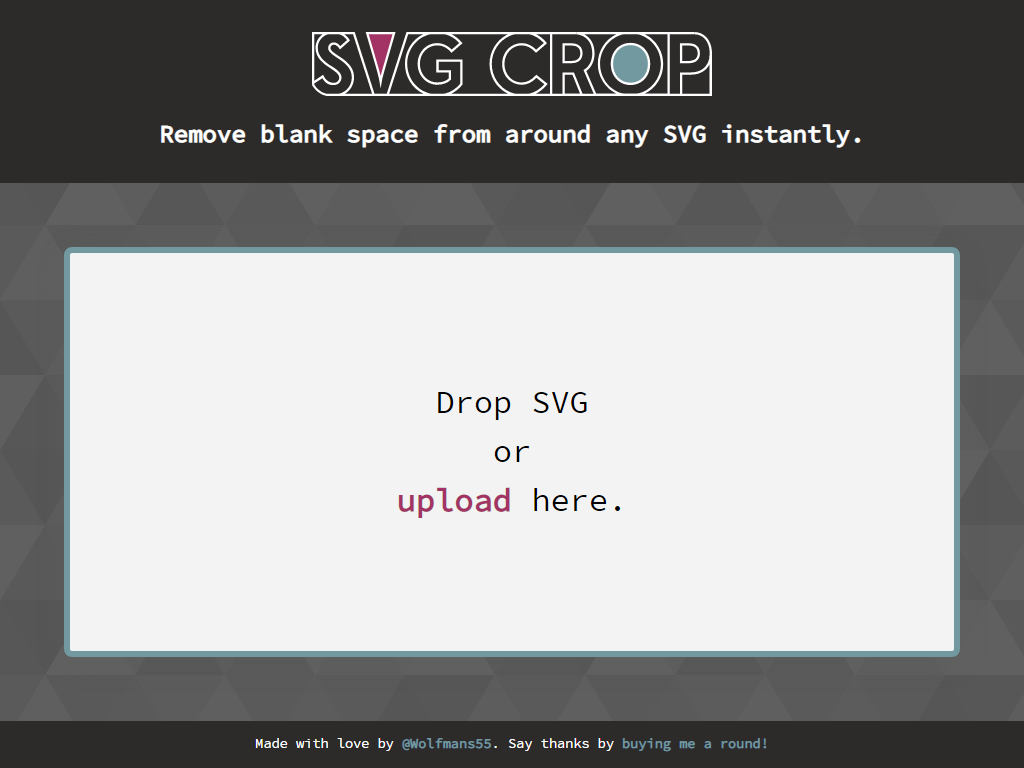 SVG CROP
Remove blank space from around any SVG instantly.
Drop SVG
or
upload here.
Made with love by @Wolfmans55. Say thanks by buying me a round!